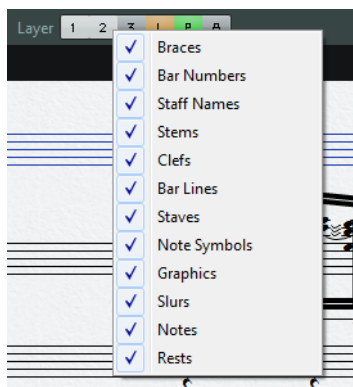 Layer 1 2 3 L P A
Braces
Bar Numbers
Staff Names
Stems
Clefs
Bar Lines
Staves
Note Symbols
Graphics
Slurs
Notes
Rests